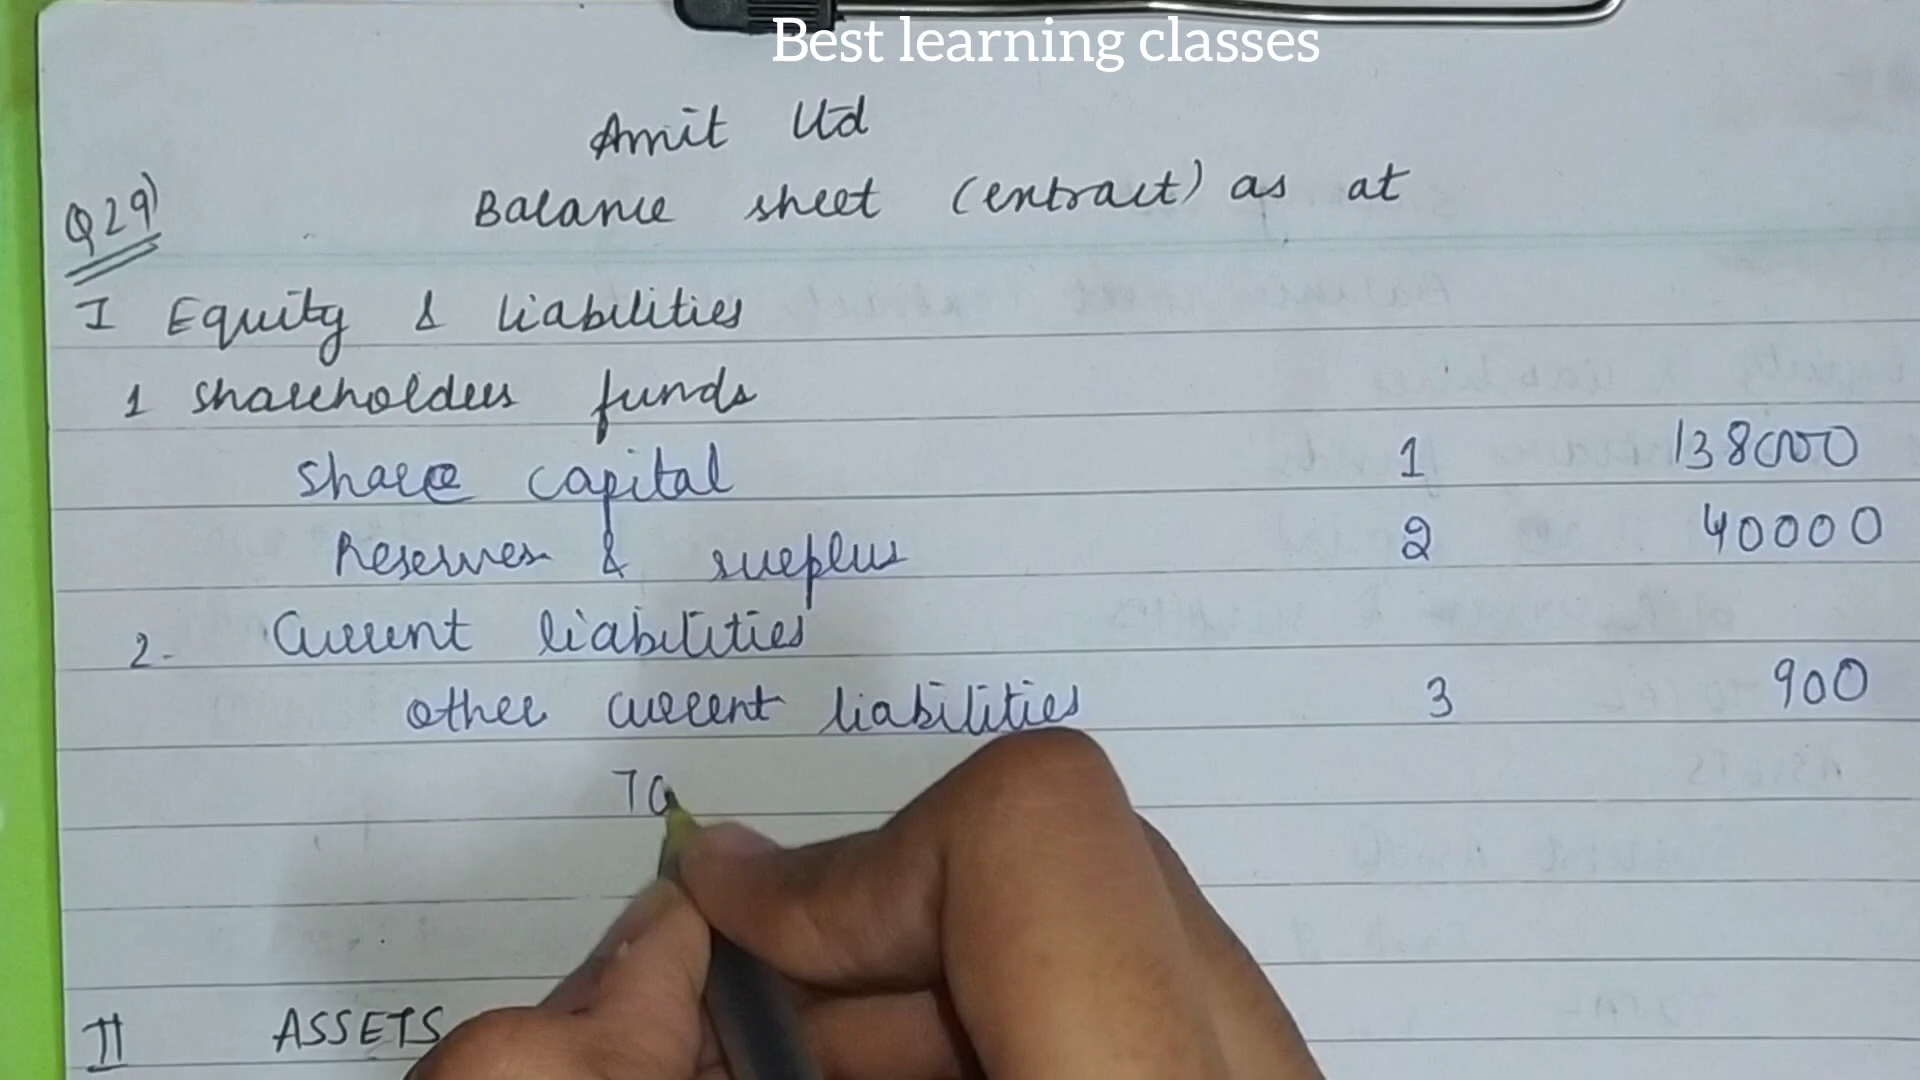 Best learning classes
Amit Ltd
Q29) Balance sheet (extract) as at
I Equity & liabilities
1 shareholders funds
share capital 1 138000
Reserves & surplus 2 40000
2. Current liabilities
other current liabilities 3 900
TO
II ASSETS